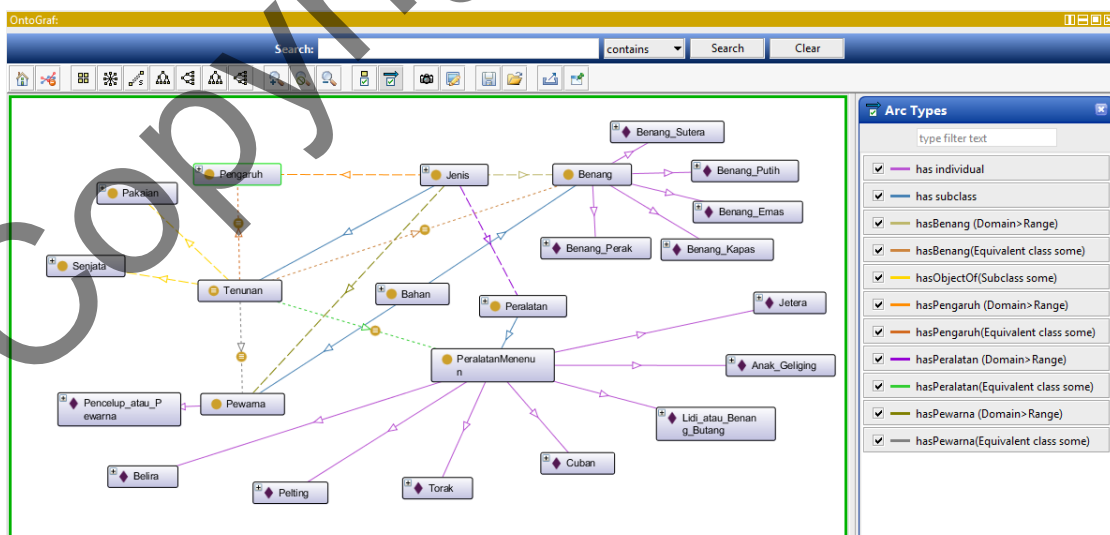 OntoGraf:
Search:
contains
Search
Clear
Copy
Arc Types
type filter text
has individual
has subclass
hasBenang (Domain>Range)
hasBenang(Equivalent class some)
hasObjectOf(Subclass some)
hasPengaruh (Domain>Range)
hasPengaruh(Equivalent class some)
hasPeralatan (Domain>Range)
hasPeralatan(Equivalent class some)
hasPewarna (Domain>Range)
hasPewarna(Equivalent class some)
Benang_Sutera
Pengaruh
Jenis
Benang
Benang_Putih
Pakaian
Benang_Emas
Benang_Perak
Benang_Kapas
Senjata
Tenunan
Bahan
Peralatan
Jetera
PeralatanMenenu
n
Anak_Geliging
Pencelup_atau_P
ewarna
Pewarna
Lidi_atau_Benan
g_Butang
Belira
Pelting
Torak
Cuban